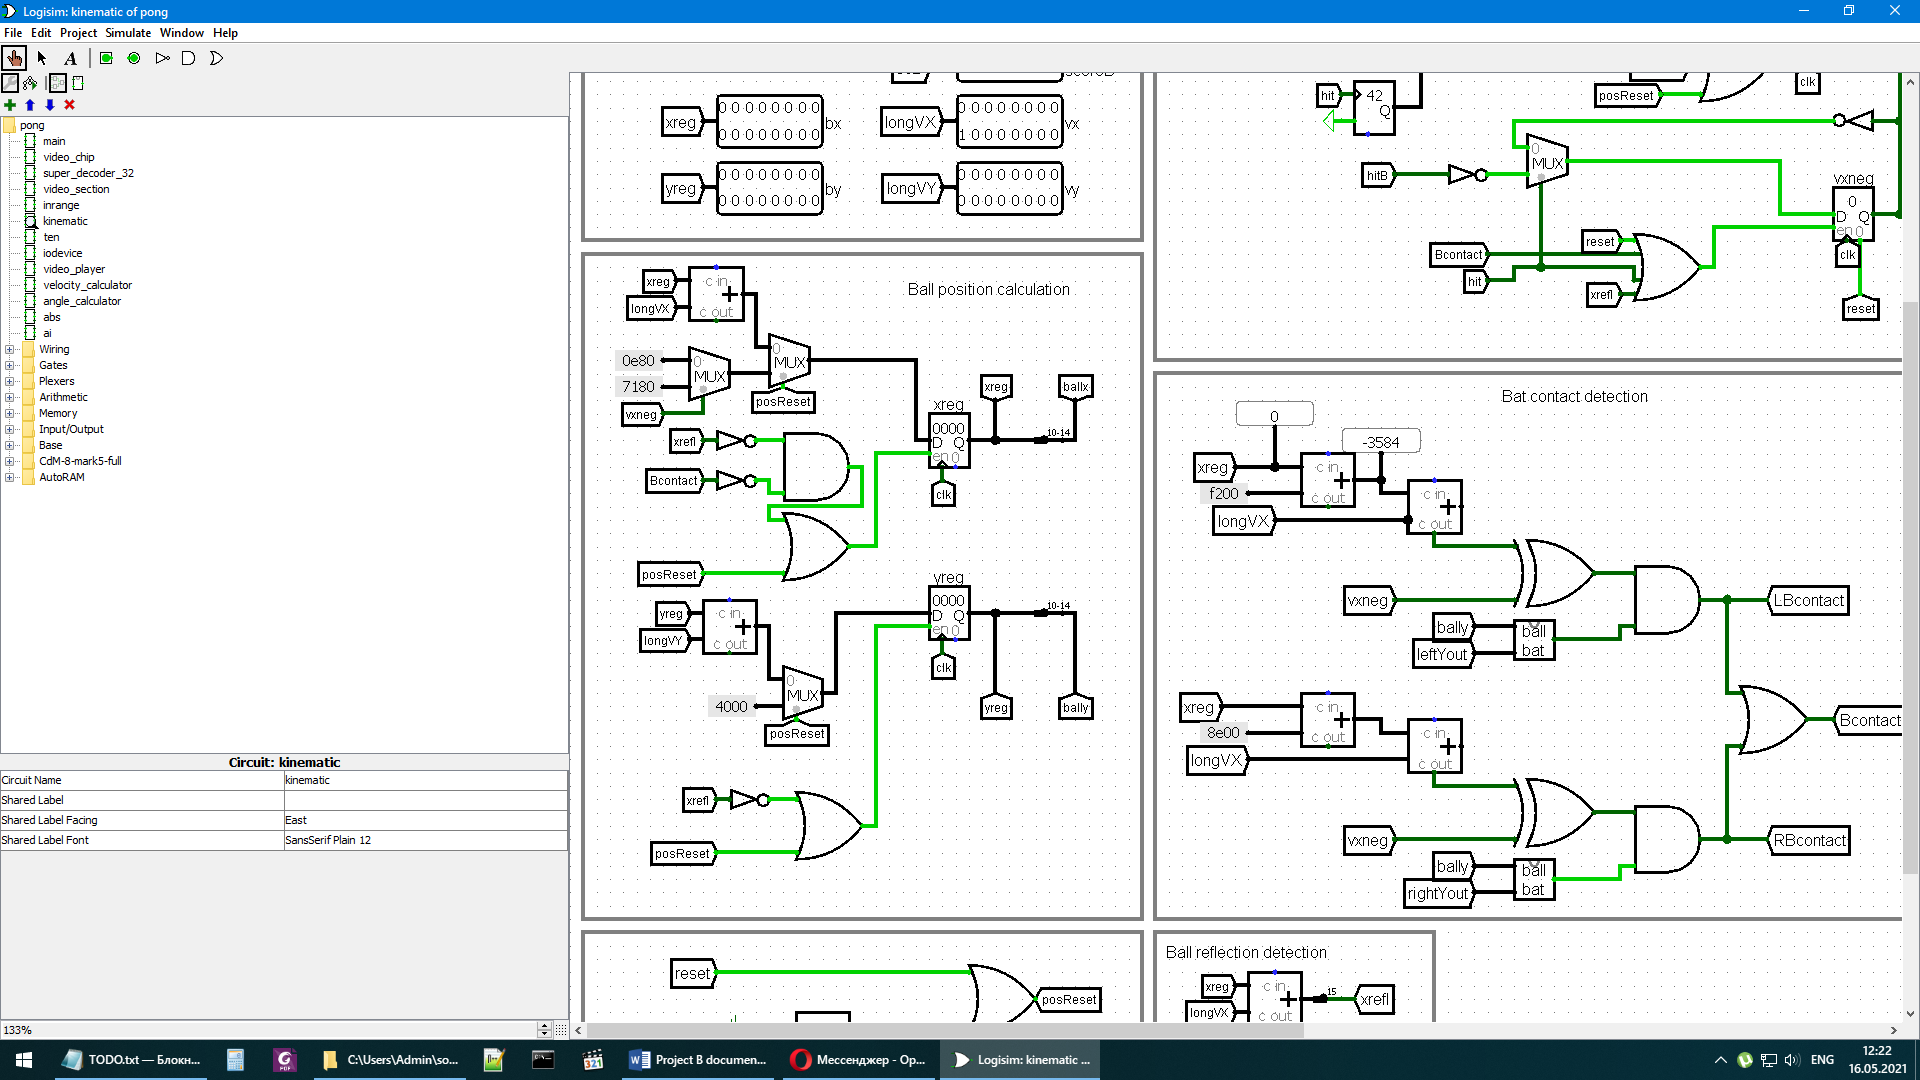 Logisim: kinematic of pong
File Edit Project Simulate Window Help
pong
main
video_chip
super_decoder_32
video_section
inrange
kinematic
ten
iodevice
video_player
velocity_calculator
angle_calculator
abs
ai
Wiring
Gates
Plexers
Arithmetic
Memory
Input/Output
Base
CdM-8-mark5-full
AutoRAM
Circuit: kinematic
Circuit Name kinematic
Shared Label
Shared Label Facing East
Shared Label Font SansSerif Plain 12
133%
xreg
0 0 0 0 0 0 0 0
0 0 0 0 0 0 0 0
bx
longVX
0 0 0 0 0 0 0 0
1 0 0 0 0 0 0 0
vx
yreg
0 0 0 0 0 0 0 0
0 0 0 0 0 0 0 0
by
longVY
0 0 0 0 0 0 0 0
0 0 0 0 0 0 0 0
vy
Ball position calculation
xreg
longVX
c in
+
c out
0e80
7180
0
MUX
vxneg
0
MUX
posReset
xrefl
Bcontact
posReset
xreg
0000
D Q
en 0
clk
xreg
ballx
10-14
yreg
longVY
c in
+
c out
4000
0
MUX
posReset
yreg
0000
D Q
en 0
clk
10-14
yreg
bally
xrefl
posReset
reset
posReset
hit
42
Q
posReset
clk
hitB
0
MUX
Bcontact
hit
reset
xrefl
vxneg
0
D Q
en 0
clk
reset
Bat contact detection
0
-3584
xreg
f200
longVX
c in
+
c out
c in
+
c out
vxneg
bally
leftYout
ball
bat
LBcontact
xreg
8e00
longVX
c in
+
c out
c in
+
c out
Bcontact
vxneg
bally
rightYout
ball
bat
RBcontact
Ball reflection detection
xreg
longVX
c in
+
c out
15
xrefl
TODO.txt — Блокн...
C:\Users\Admin\so...
Project B documen...
Мессенджер - Op...
Logisim: kinematic ...
ENG
12:22
16.05.2021